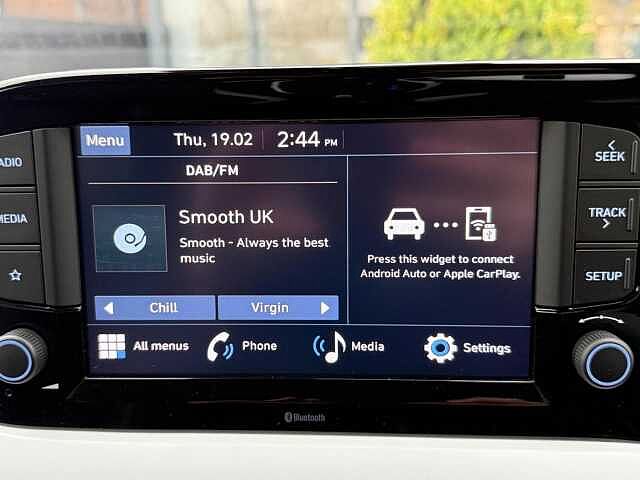 Menu
Thu, 19.02
2:44 PM
DAB/FM
Smooth UK
Smooth - Always the best
music
Chill
Virgin
Press this widget to connect
Android Auto or Apple CarPlay.
All menus
Phone
Media
Settings
RADIO
MEDIA
SEEK
TRACK
SETUP
Bluetooth